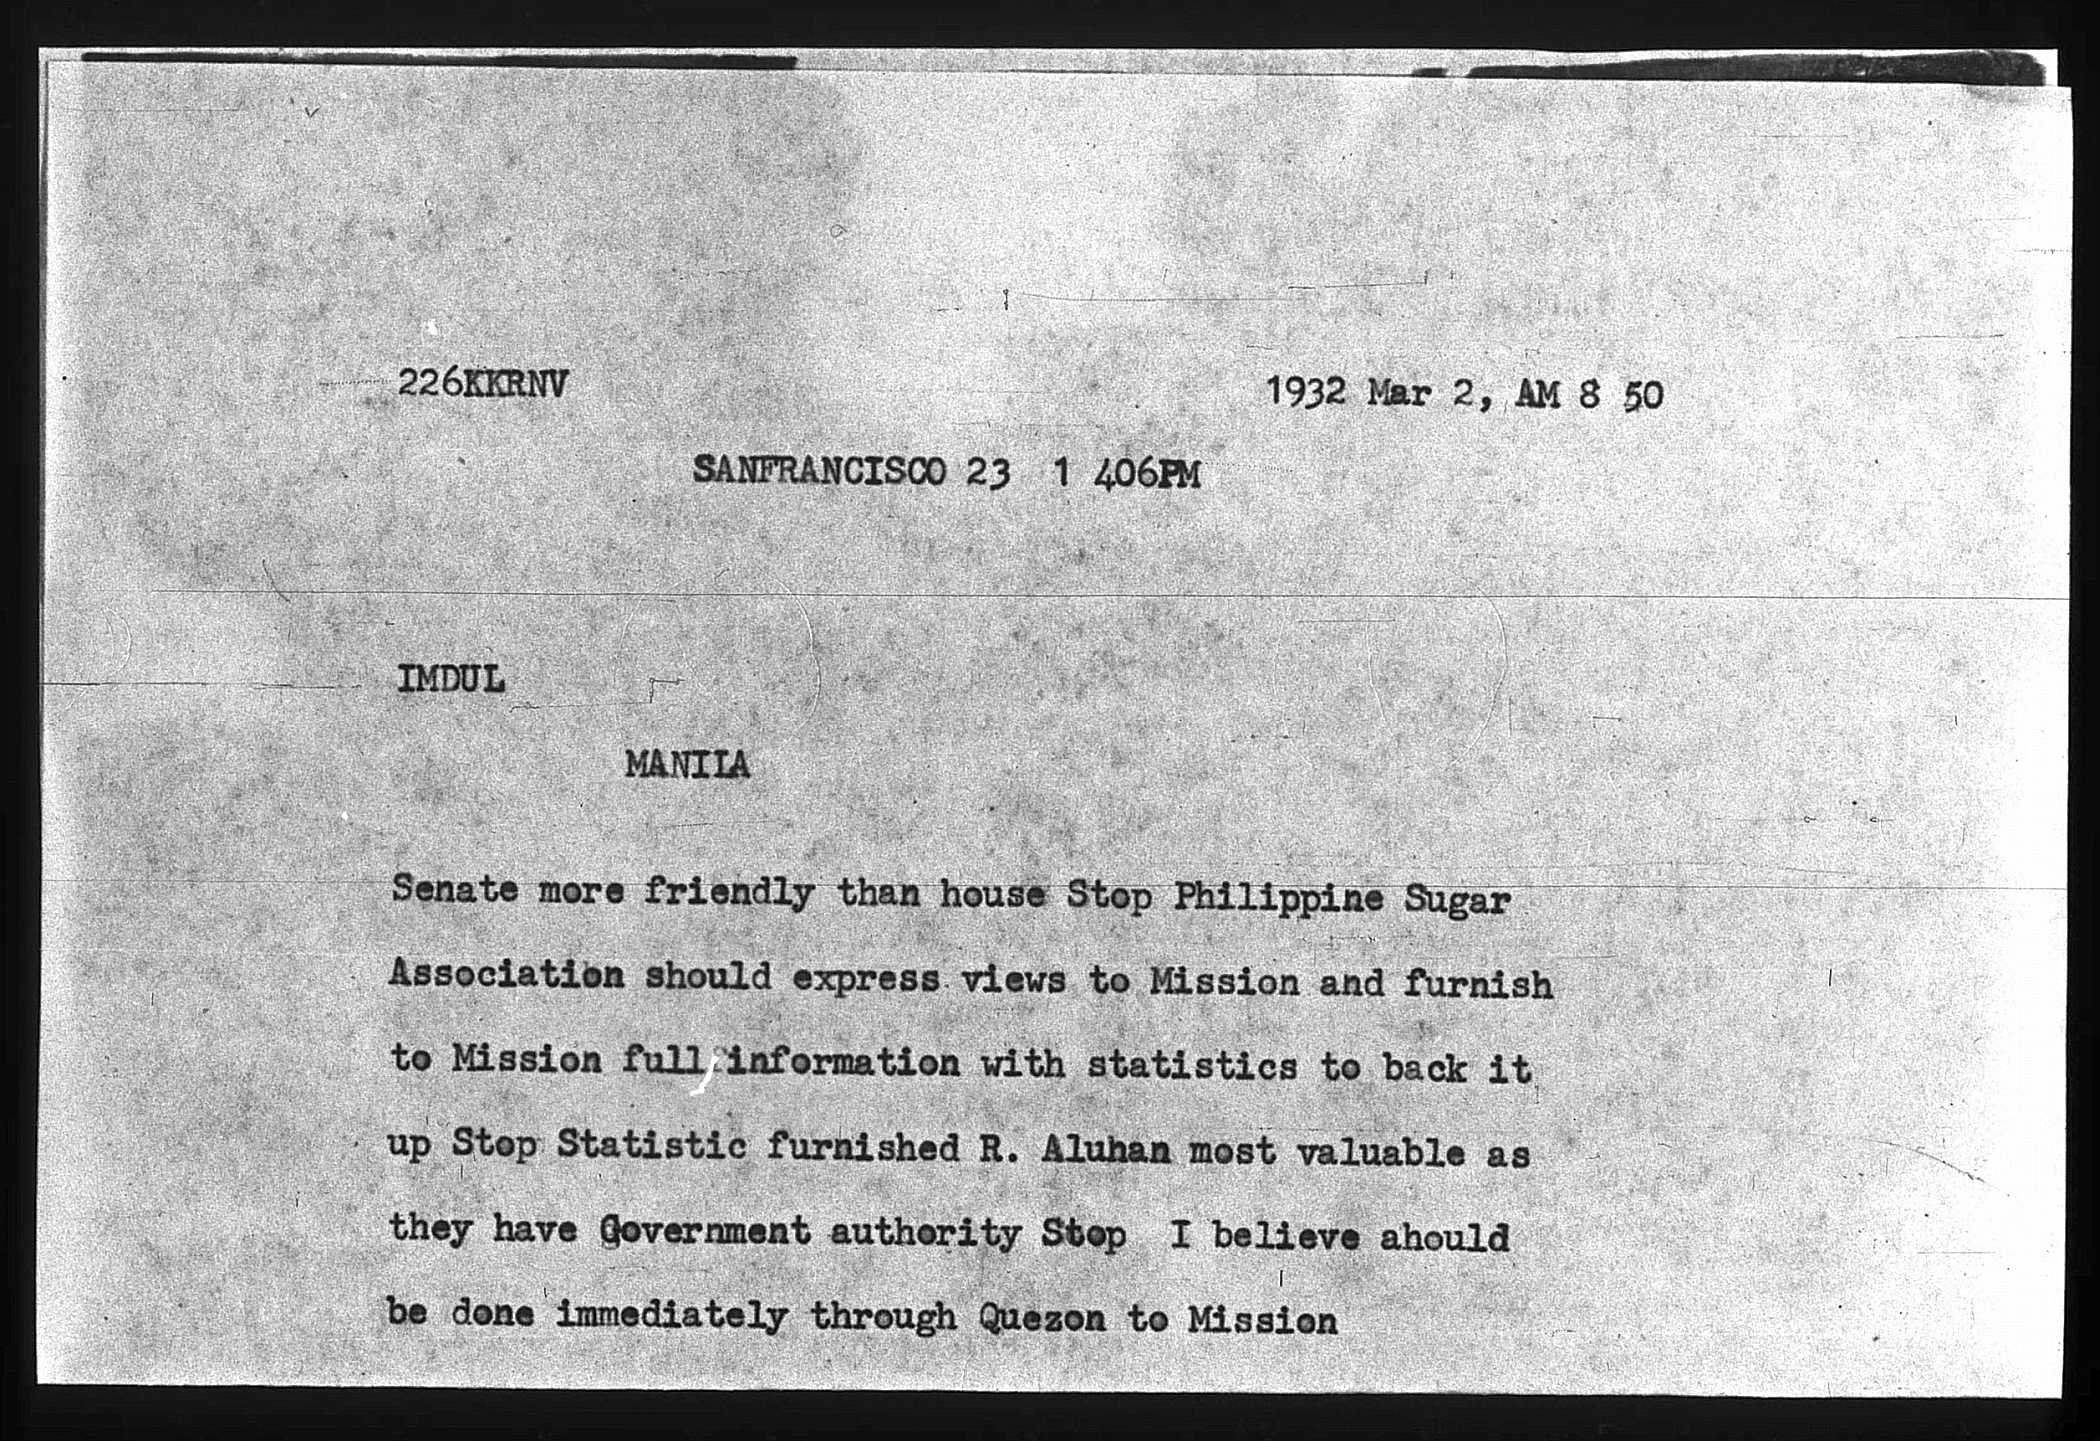 226KKRNV 1932 Mar 2, AM 8 50
SANFRANCISCO 23 1 406PM
IMDUL
MANILA
Senate more friendly than house Stop Philippine Sugar
Association should express views to Mission and furnish
to Mission full information with statistics to back it
up Stop Statistic furnished R. Aluhan most valuable as
they have Government authority Stop I believe ahould
be done immediately through Quezon to Mission